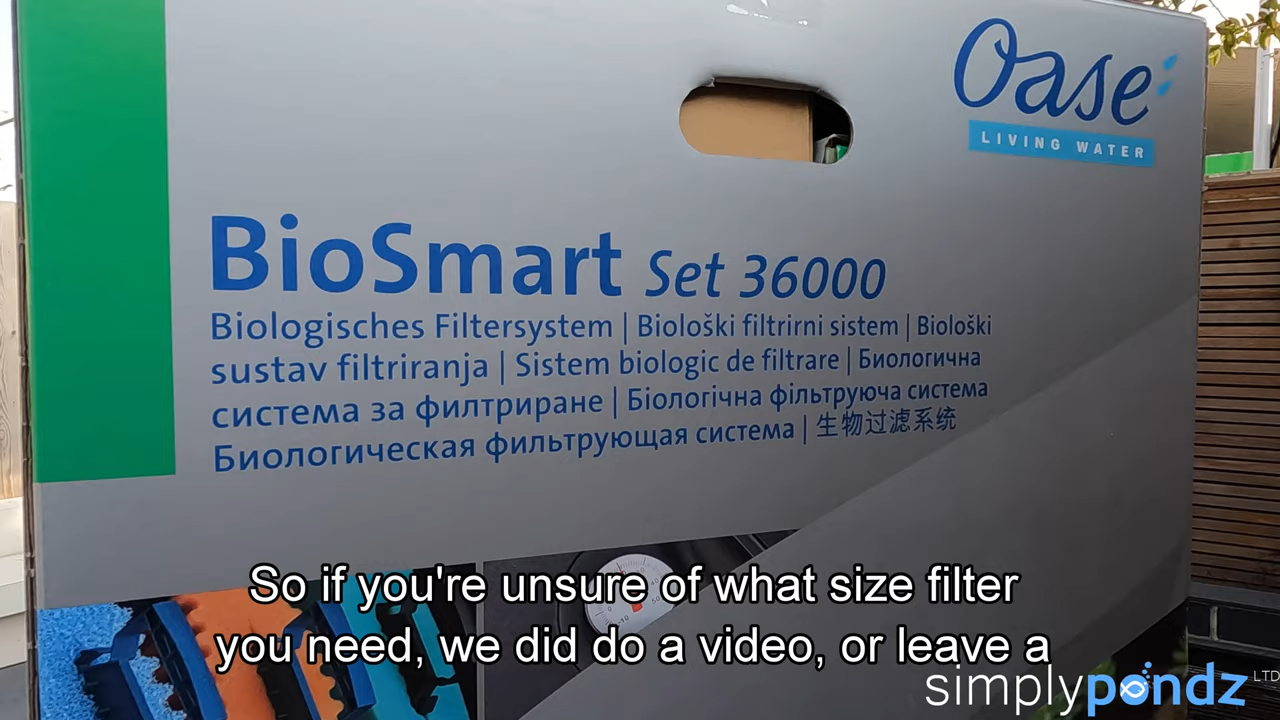 Oase
LIVING WATER
BioSmart Set 36000
Biologisches Filtersystem | Biološki filtrirni sistem | Biološki
sustav filtriranja | Sistem biologic de filtrare | Биологична
система за филтриране | Біологічна фільтруюча система
Биологическая фильтрующая система | 生物过滤系统
So if you're unsure of what size filter
you need, we did do a video, or leave a
simplypondz LTD